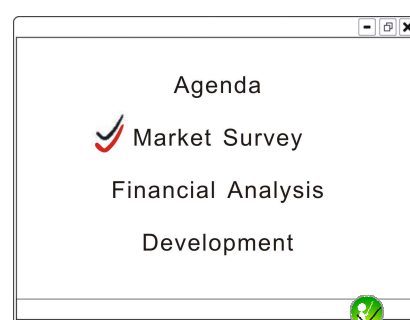 Agenda
Market Survey
Financial Analysis
Development